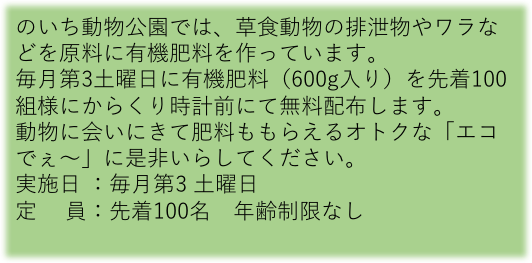 のいち動物公園では、草食動物の排泄物やワラな
どを原料に有機肥料を作っています。
毎月第3土曜日に有機肥料（600g入り）を先着100
組様にからくり時計前にて無料配布します。
動物に会いにきて肥料ももらえるオトクな「エコ
でぇ～」に是非いらしてください。
実施日 ：毎月第3 土曜日
定　員：先着100名　年齢制限なし